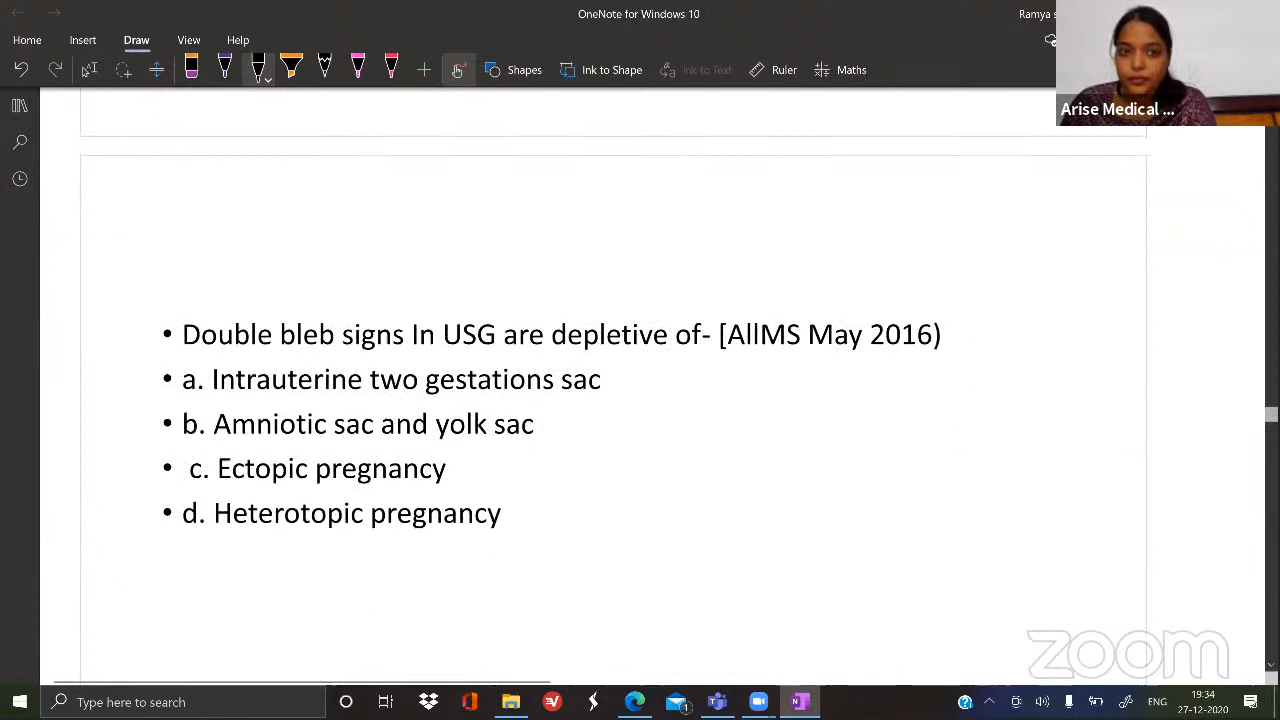 OneNote for Windows 10
Ramya s
Home Insert Draw View Help
Shapes Ink to Shape Ink to Text Ruler Maths
Arise Medical ...
• Double bleb signs In USG are depletive of- [AllMS May 2016)
• a. Intrauterine two gestations sac
• b. Amniotic sac and yolk sac
• c. Ectopic pregnancy
• d. Heterotopic pregnancy
zoom
Type here to search
ENG
19:34
27-12-2020